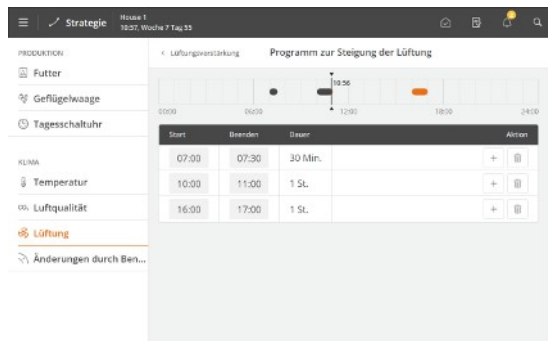 Strategie
House 1
10:57, Woche 7 Tag 55
2
PRODUKTION
Futter
Geflügelwaage
Tagesschaltuhr
KLIMA
Temperatur
CO₂ Luftqualität
Lüftung
Änderungen durch Ben...
< Lüftungsverstärkung
Programm zur Steigung der Lüftung
10:56
00:00 06:00 12:00 18:00 24:00
Start Beenden Dauer Aktion
07:00 07:30 30 Min. +
10:00 11:00 1 St. +
16:00 17:00 1 St. +